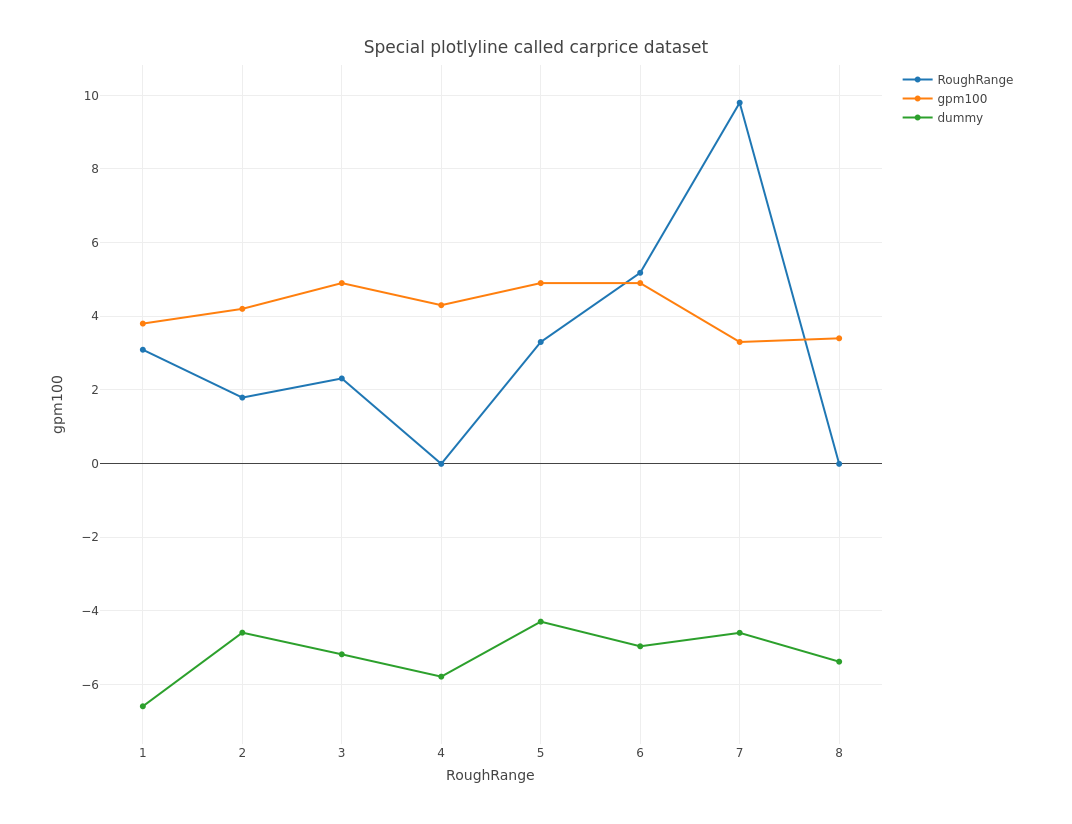 Special plotlyline called carprice dataset
RoughRange
gpm100
dummy
10
8
6
4
2
0
−2
−4
−6
gpm100
1 2 3 4 5 6 7 8
RoughRange